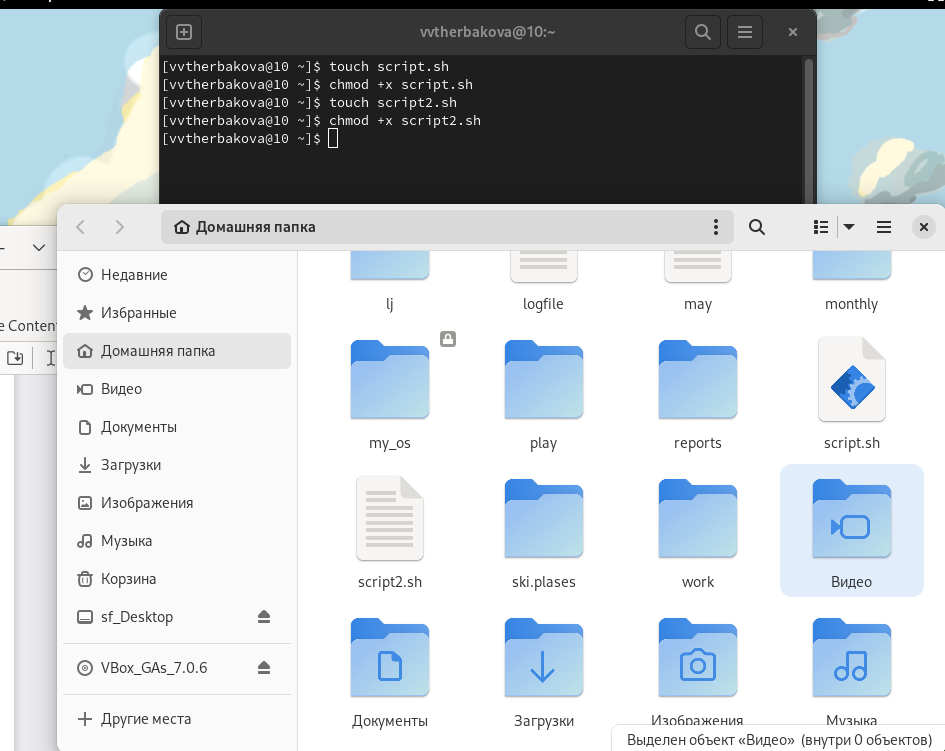 vvtherbakova@10:~
[vvtherbakova@10 ~]$ touch script.sh
[vvtherbakova@10 ~]$ chmod +x script.sh
[vvtherbakova@10 ~]$ touch script2.sh
[vvtherbakova@10 ~]$ chmod +x script2.sh
[vvtherbakova@10 ~]$
Домашняя папка
e Conten
Недавние
Избранные
Домашняя папка
Видео
Документы
Загрузки
Изображения
Музыка
Корзина
sf_Desktop
VBox_GAs_7.0.6
Другие места
lj logfile may monthly
my_os play reports script.sh
script2.sh ski.plases work Видео
Документы Загрузки Изображения Музыка
Выделен объект «Видео» (внутри 0 объектов)